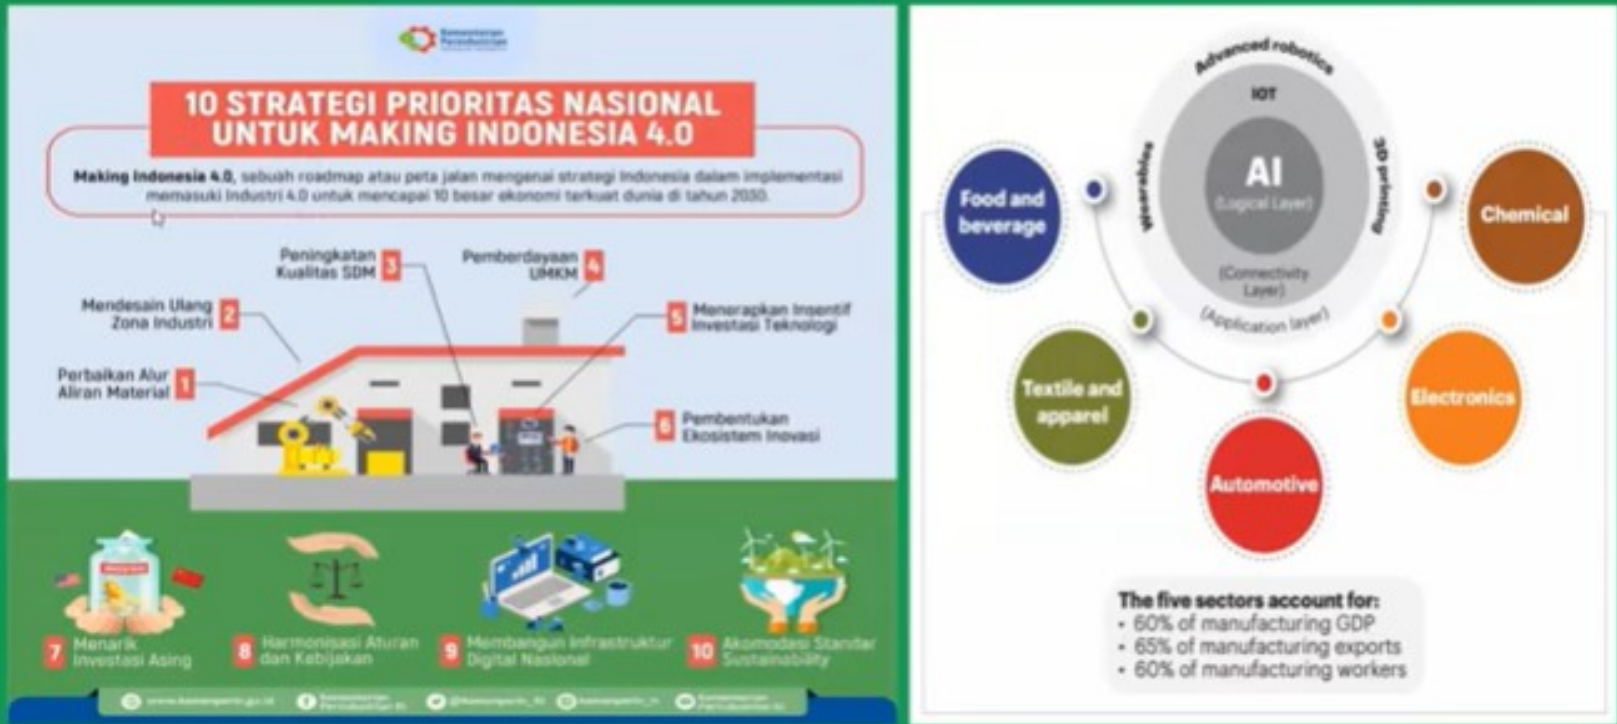 Kementerian
Perindustrian
10 STRATEGI PRIORITAS NASIONAL
UNTUK MAKING INDONESIA 4.0
Making Indonesia 4.0, sebuah roadmap atau peta jalan mengenai strategi Indonesia dalam implementasi
memasuki Industri 4.0 untuk mencapai 10 besar ekonomi terkuat dunia di tahun 2030.
Peningkatan
Kualitas SDM 3
Pemberdayaan
UMKM 4
Mendesain Ulang
Zona Industri 2
5 Menerapkan Insentif
Investasi Teknologi
Perbaikan Alur
Aliran Material 1
6 Pembentukan
Ekosistem Inovasi
7 Menarik
Investasi Asing
8 Harmonisasi Aturan
dan Kebijakan
9 Membangun Infrastruktur
Digital Nasional
10 Akomodasi Standar
Sustainability
www.kemenperin.go.id
Advanced robotics
IOT
Wearables
3D printing
AI
(Logical Layer)
(Connectivity
Layer)
(Application layer)
Food and
beverage
Chemical
Textile and
apparel
Electronics
Automotive
The five sectors account for:
• 60% of manufacturing GDP
• 65% of manufacturing exports
• 60% of manufacturing workers